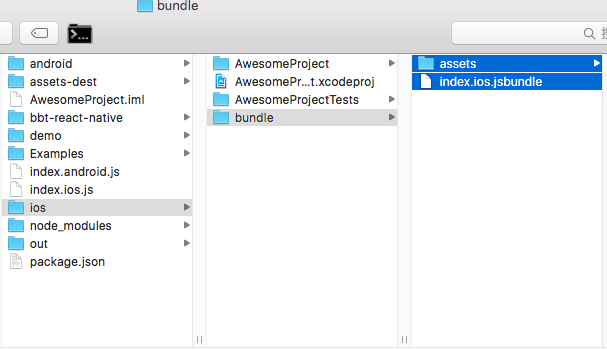 bundle
android
assets-dest
AwesomeProject.iml
bbt-react-native
demo
Examples
index.android.js
index.ios.js
ios
node_modules
out
package.json
AwesomeProject
AwesomePr...t.xcodeproj
AwesomeProjectTests
bundle
assets
index.ios.jsbundle